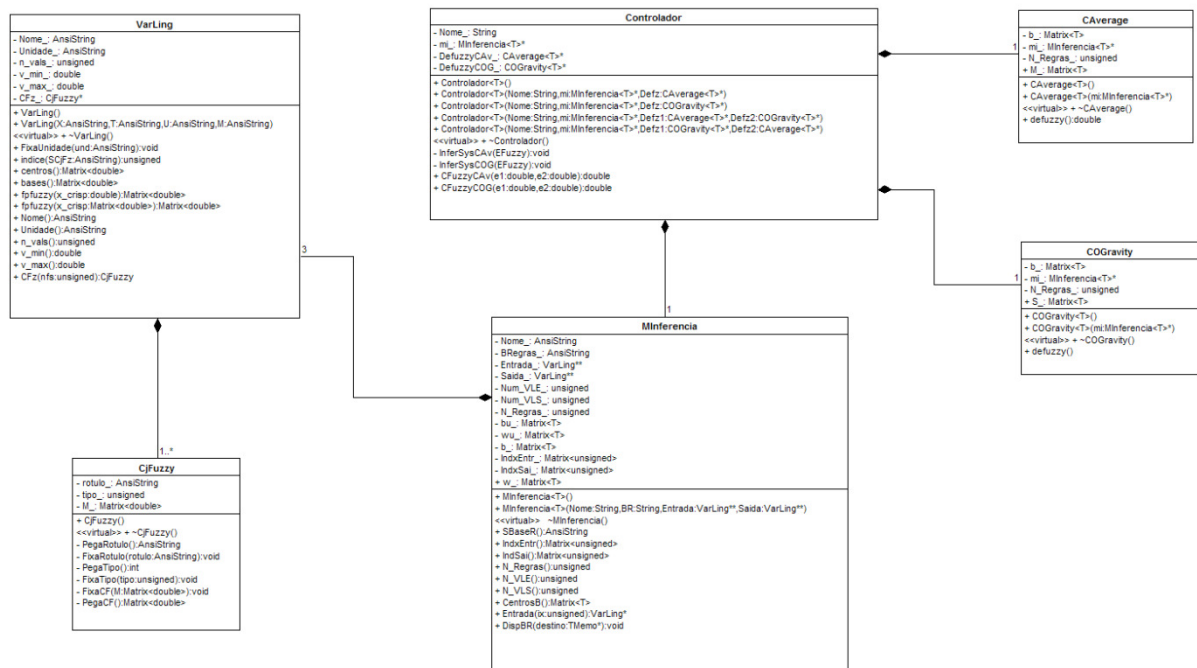 VarLing
- Nome_: AnsiString
- Unidade_: AnsiString
- n_vals_: unsigned
- v_min_: double
- v_max_: double
- CFz_: CjFuzzy*
+ VarLing()
+ VarLing(X:AnsiString,T:AnsiString,U:AnsiString,M:AnsiString)
<<virtual>> + ~VarLing()
+ FixaUnidade(und:AnsiString):void
+ indice(SCjFz:AnsiString):unsigned
+ centros():Matrix<double>
+ bases():Matrix<double>
+ fpfuzzy(x_crisp:double):Matrix<double>
+ fpfuzzy(x_crisp:Matrix<double>):Matrix<double>
+ Nome():AnsiString
+ Unidade():AnsiString
+ n_vals():unsigned
+ v_min():double
+ v_max():double
+ CFz(nfs:unsigned):CjFuzzy
3
1..*
CjFuzzy
- rotulo_: AnsiString
- tipo_: unsigned
- M_: Matrix<double>
+ CjFuzzy()
<<virtual>> + ~CjFuzzy()
- PegaRotulo():AnsiString
- FixaRotulo(rotulo:AnsiString):void
- PegaTipo():int
- FixaTipo(tipo:unsigned):void
- FixaCF(M:Matrix<double>):void
- PegaCF():Matrix<double>
Controlador
- Nome_: String
- mi_: MInferencia<T>*
- DefuzzyCAv_: CAverage<T>*
- DefuzzyCOG_: COGravity<T>*
+ Controlador<T>()
+ Controlador<T>(Nome:String,mi:MInferencia<T>*,Defz:CAverage<T>*)
+ Controlador<T>(Nome:String,mi:MInferencia<T>*,Defz:COGravity<T>*)
+ Controlador<T>(Nome:String,mi:MInferencia<T>*,Defz1:CAverage<T>*,Defz2:COGravity<T>*)
+ Controlador<T>(Nome:String,mi:MInferencia<T>*,Defz1:COGravity<T>*,Defz2:CAverage<T>*)
<<virtual>> + ~Controlador()
- InferSysCAv(EFuzzy):void
- InferSysCOG(EFuzzy):void
+ CFuzzyCAv(e1:double,e2:double):double
+ CFuzzyCOG(e1:double,e2:double):double
1
MInferencia
- Nome_: AnsiString
- BRegras_: AnsiString
- Entrada_: VarLing**
- Saida_: VarLing**
- Num_VLE_: unsigned
- Num_VLS_: unsigned
- N_Regras_: unsigned
- bu_: Matrix<T>
- wu_: Matrix<T>
- b_: Matrix<T>
- IndxEntr_: Matrix<unsigned>
- IndxSai_: Matrix<unsigned>
+ w_: Matrix<T>
+ MInferencia<T>()
+ MInferencia<T>(Nome:String,BR:String,Entrada:VarLing**,Saida:VarLing**)
<<virtual>> ~MInferencia()
+ SBaseR():AnsiString
+ IndxEntr():Matrix<unsigned>
+ IndSai():Matrix<unsigned>
+ N_Regras():unsigned
+ N_VLE():unsigned
+ N_VLS():unsigned
+ CentrosB():Matrix<T>
+ Entrada(ix:unsigned):VarLing*
+ DispBR(destino:TMemo*):void
1
CAverage
- b_: Matrix<T>
- mi_: MInferencia<T>*
- N_Regras_: unsigned
+ M_: Matrix<T>
+ CAverage<T>()
+ CAverage<T>(mi:MInferencia<T>*)
<<virtual>> + ~CAverage()
+ defuzzy():double
1
COGravity
- b_: Matrix<T>
- mi_: MInferencia<T>*
- N_Regras_: unsigned
+ S_: Matrix<T>
+ COGravity<T>()
+ COGravity<T>(mi:MInferencia<T>*)
<<virtual>> + ~COGravity()
+ defuzzy()